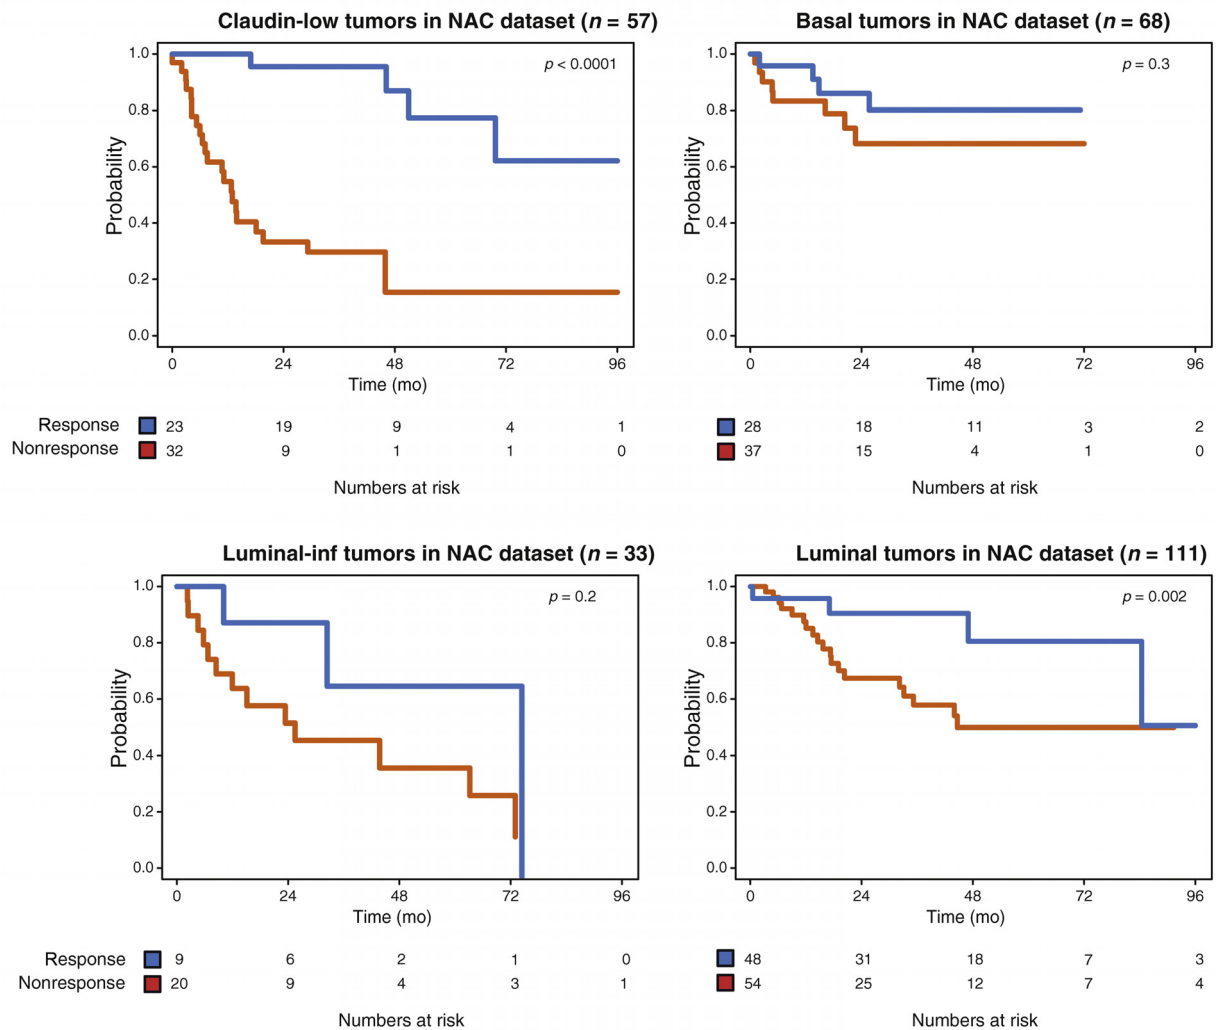 Claudin-low tumors in NAC dataset (n = 57)
1.0
0.8
0.6
0.4
0.2
0.0
Probability
p < 0.0001
0 24 48 72 96
Time (mo)
Response 23 19 9 4 1
Nonresponse 32 9 1 1 0
Numbers at risk
Basal tumors in NAC dataset (n = 68)
1.0
0.8
0.6
0.4
0.2
0.0
Probability
p = 0.3
0 24 48 72 96
Time (mo)
28 18 11 3 2
37 15 4 1 0
Numbers at risk
Luminal-inf tumors in NAC dataset (n = 33)
1.0
0.8
0.6
0.4
0.2
0.0
Probability
p = 0.2
0 24 48 72 96
Time (mo)
Response 9 6 2 1 0
Nonresponse 20 9 4 3 1
Numbers at risk
Luminal tumors in NAC dataset (n = 111)
1.0
0.8
0.6
0.4
0.2
0.0
Probability
p = 0.002
0 24 48 72 96
Time (mo)
48 31 18 7 3
54 25 12 7 4
Numbers at risk